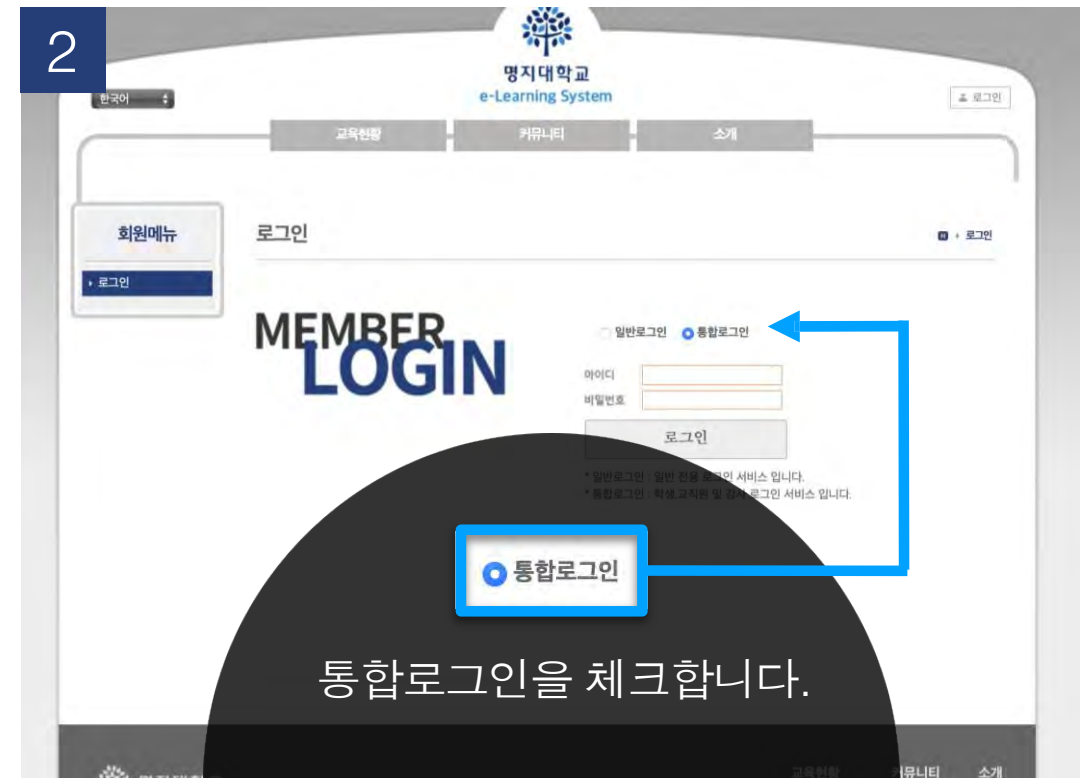 2
명지대학교
e-Learning System
한국어
로그인
교육현황
커뮤니티
소개
회원메뉴
로그인
로그인
H
로그인
MEMBER
LOGIN
일반로그인 통합로그인
아이디
비밀번호
로그인
* 일반로그인 : 일반 전용 로그인 서비스 입니다.
* 통합로그인 : 학생,교직원 및 강사 로그인 서비스 입니다.
통합로그인
통합로그인을 체크합니다.
교육현황 커뮤니티 소개
명지대학교